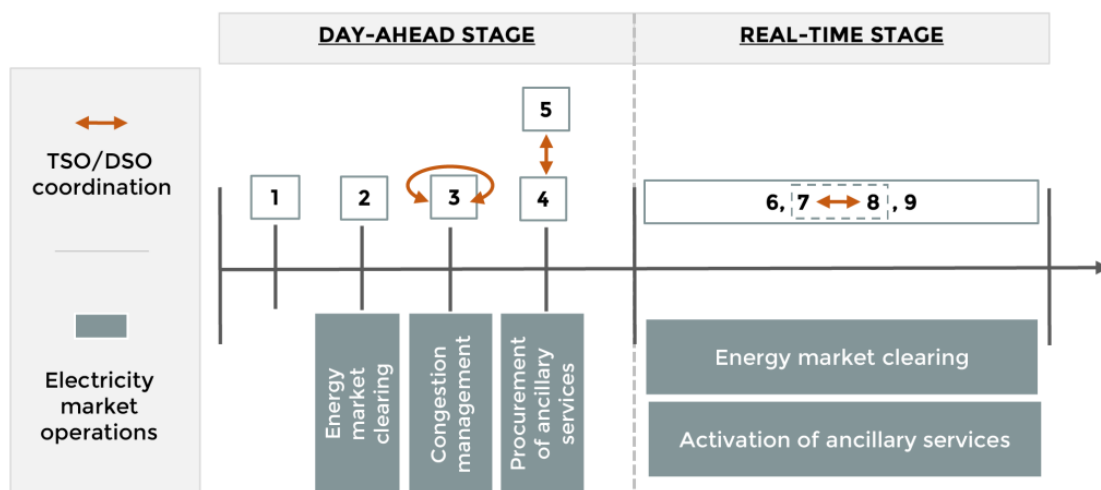 DAY-AHEAD STAGE
REAL-TIME STAGE
TSO/DSO
coordination
5
1
2
3
4
6, 7 8 , 9
Electricity
market
operations
Energy
market
clearing
Congestion
management
Procurement
of ancillary
services
Energy market clearing
Activation of ancillary services